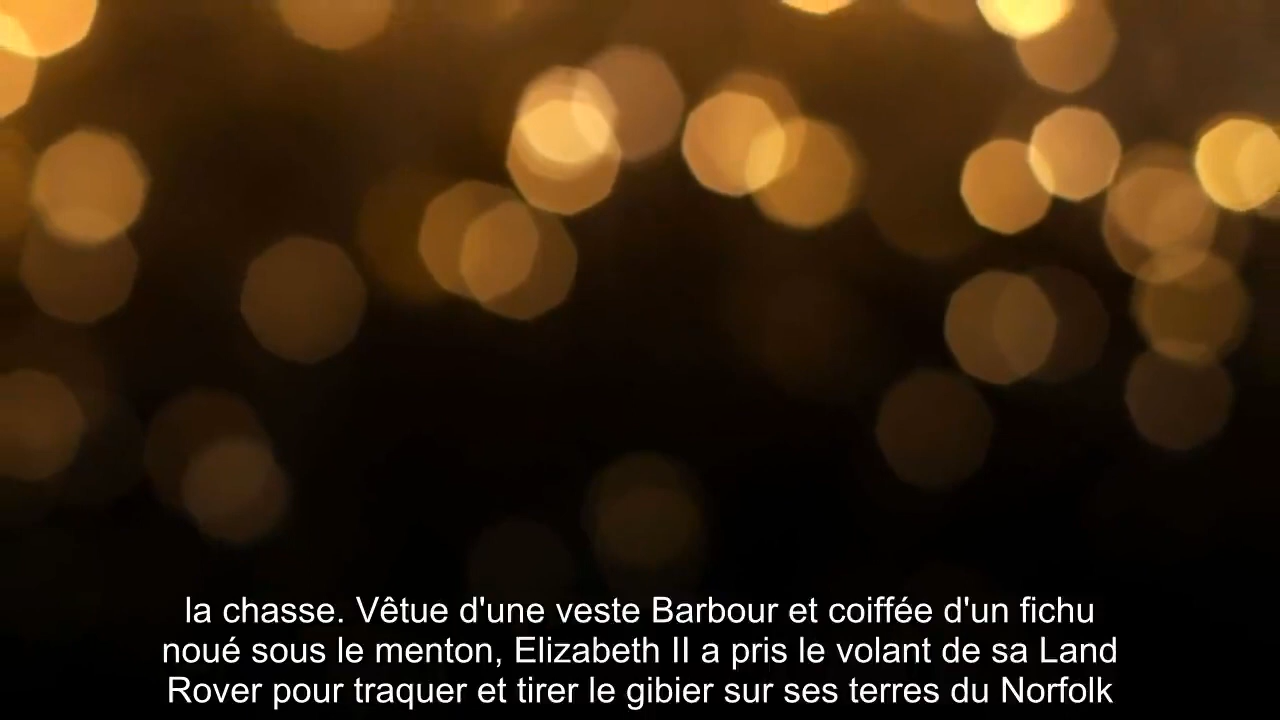 la chasse. Vêtue d'une veste Barbour et coiffée d'un fichu
noué sous le menton, Elizabeth II a pris le volant de sa Land
Rover pour traquer et tirer le gibier sur ses terres du Norfolk